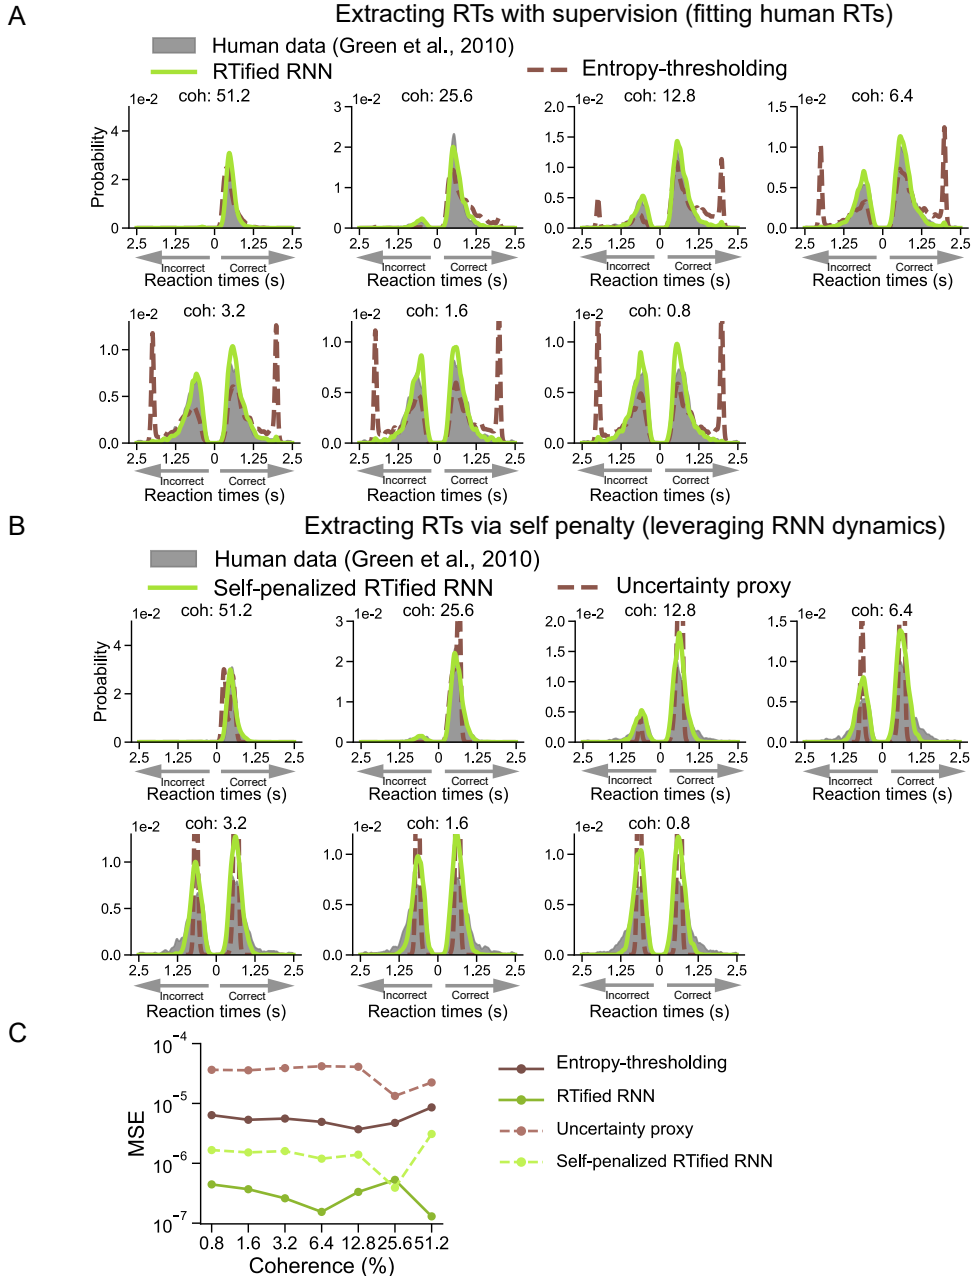 A
Extracting RTs with supervision (fitting human RTs)
Human data (Green et al., 2010)
RTified RNN
Entropy-thresholding
1e-2 coh: 51.2
1e-2 coh: 25.6
1e-2 coh: 12.8
1e-2 coh: 6.4
Probability
4
2
0
3
2
1
0
2.0
1.5
1.0
0.5
0.0
1.5
1.0
0.5
0.0
2.5 1.25 0 1.25 2.5
2.5 1.25 0 1.25 2.5
2.5 1.25 0 1.25 2.5
2.5 1.25 0 1.25 2.5
Incorrect Correct
Incorrect Correct
Incorrect Correct
Incorrect Correct
Reaction times (s)
Reaction times (s)
Reaction times (s)
Reaction times (s)
1e-2 coh: 3.2
1e-2 coh: 1.6
1e-2 coh: 0.8
1.0
0.5
0.0
1.0
0.5
0.0
1.0
0.5
0.0
2.5 1.25 0 1.25 2.5
2.5 1.25 0 1.25 2.5
2.5 1.25 0 1.25 2.5
Incorrect Correct
Incorrect Correct
Incorrect Correct
Reaction times (s)
Reaction times (s)
Reaction times (s)
B
Extracting RTs via self penalty (leveraging RNN dynamics)
Human data (Green et al., 2010)
Self-penalized RTified RNN
Uncertainty proxy
1e-2 coh: 51.2
1e-2 coh: 25.6
1e-2 coh: 12.8
1e-2 coh: 6.4
Probability
4
2
0
3
2
1
0
2.0
1.5
1.0
0.5
0.0
1.5
1.0
0.5
0.0
2.5 1.25 0 1.25 2.5
2.5 1.25 0 1.25 2.5
2.5 1.25 0 1.25 2.5
2.5 1.25 0 1.25 2.5
Incorrect Correct
Incorrect Correct
Incorrect Correct
Incorrect Correct
Reaction times (s)
Reaction times (s)
Reaction times (s)
Reaction times (s)
1e-2 coh: 3.2
1e-2 coh: 1.6
1e-2 coh: 0.8
1.0
0.5
0.0
1.0
0.5
0.0
1.0
0.5
0.0
2.5 1.25 0 1.25 2.5
2.5 1.25 0 1.25 2.5
2.5 1.25 0 1.25 2.5
Incorrect Correct
Incorrect Correct
Incorrect Correct
Reaction times (s)
Reaction times (s)
Reaction times (s)
C
MSE
10⁻⁴
10⁻⁵
10⁻⁶
10⁻⁷
0.8 1.6 3.2 6.4 12.8 25.6 51.2
Coherence (%)
Entropy-thresholding
RTified RNN
Uncertainty proxy
Self-penalized RTified RNN